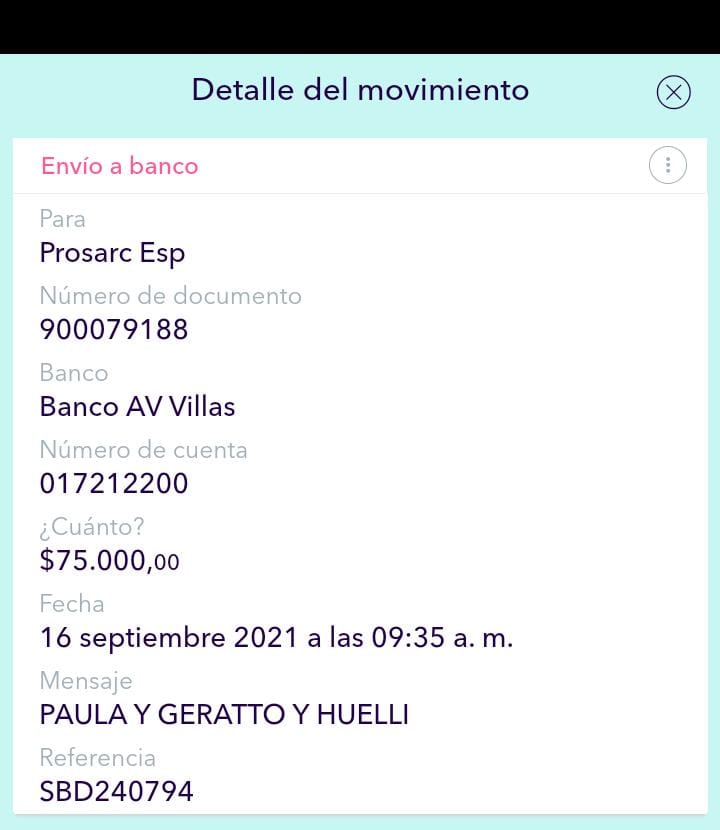 Detalle del movimiento
Envío a banco
Para
Prosarc Esp
Número de documento
900079188
Banco
Banco AV Villas
Número de cuenta
017212200
¿Cuánto?
$75.000,00
Fecha
16 septiembre 2021 a las 09:35 a. m.
Mensaje
PAULA Y GERATTO Y HUELLI
Referencia
SBD240794